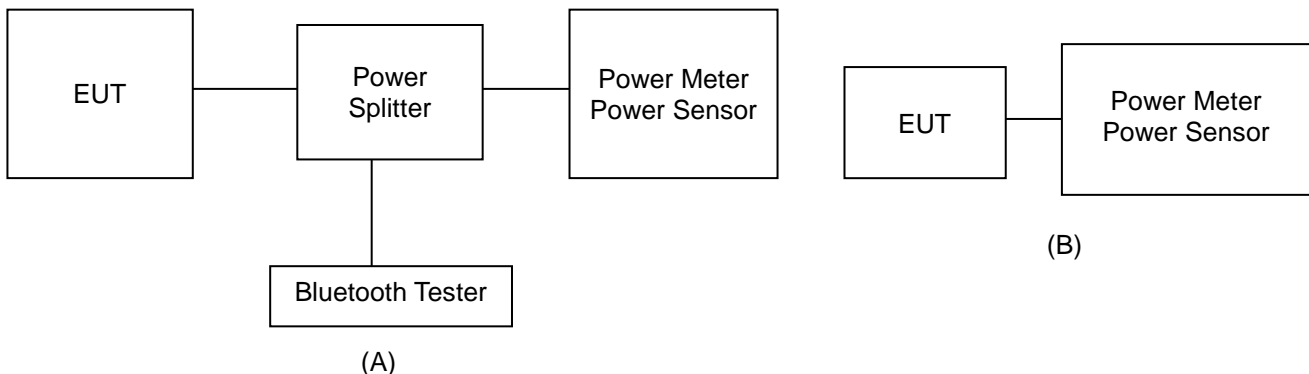 EUT
Power
Splitter
Power Meter
Power Sensor
Bluetooth Tester
(A)
EUT
Power Meter
Power Sensor
(B)